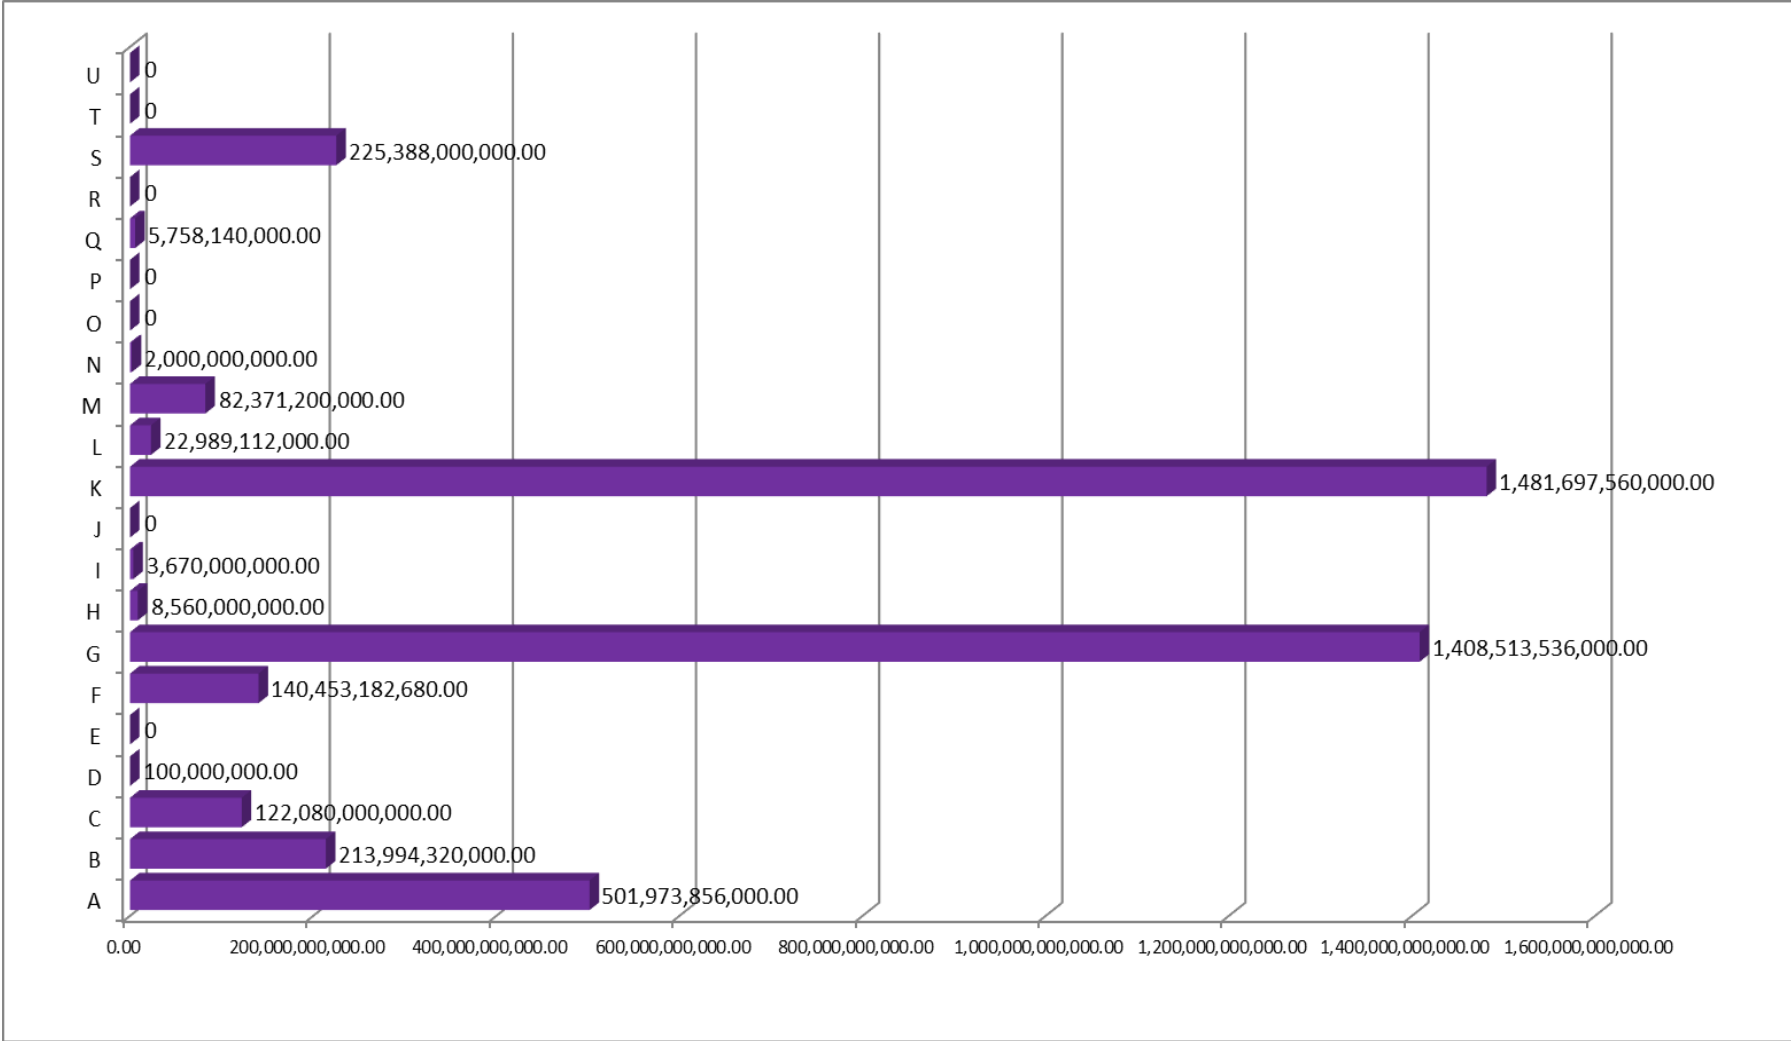 U 0
T 0
S 225,388,000,000.00
R 0
Q 5,758,140,000.00
P 0
O 0
N 2,000,000,000.00
M 82,371,200,000.00
L 22,989,112,000.00
K 1,481,697,560,000.00
J 0
I 3,670,000,000.00
H 8,560,000,000.00
G 1,408,513,536,000.00
F 140,453,182,680.00
E 0
D 100,000,000.00
C 122,080,000,000.00
B 213,994,320,000.00
A 501,973,856,000.00
0.00 200,000,000,000.00 400,000,000,000.00 600,000,000,000.00 800,000,000,000.00 1,000,000,000,000.00 1,200,000,000,000.00 1,400,000,000,000.00 1,600,000,000,000.00